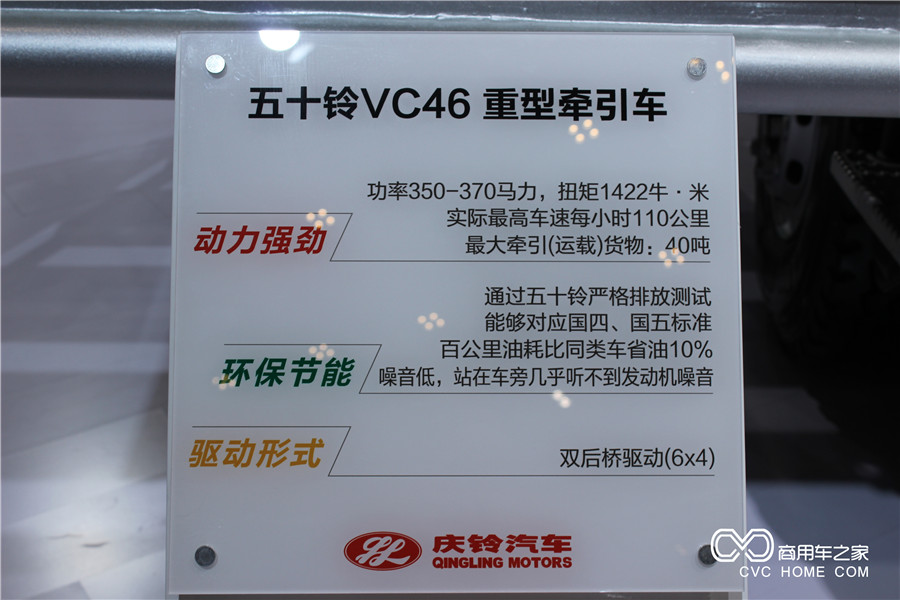 五十铃VC46 重型牵引车
功率350-370马力，扭矩1422牛·米
实际最高车速每小时110公里
最大牵引(运载)货物：40吨
动力强劲
通过五十铃严格排放测试
能够对应国四、国五标准
百公里油耗比同类车省油10%
噪音低，站在车旁几乎听不到发动机噪音
环保节能
驱动形式
双后桥驱动(6x4)
庆铃汽车
QINGLING MOTORS
商用车之家
CVC HOME COM